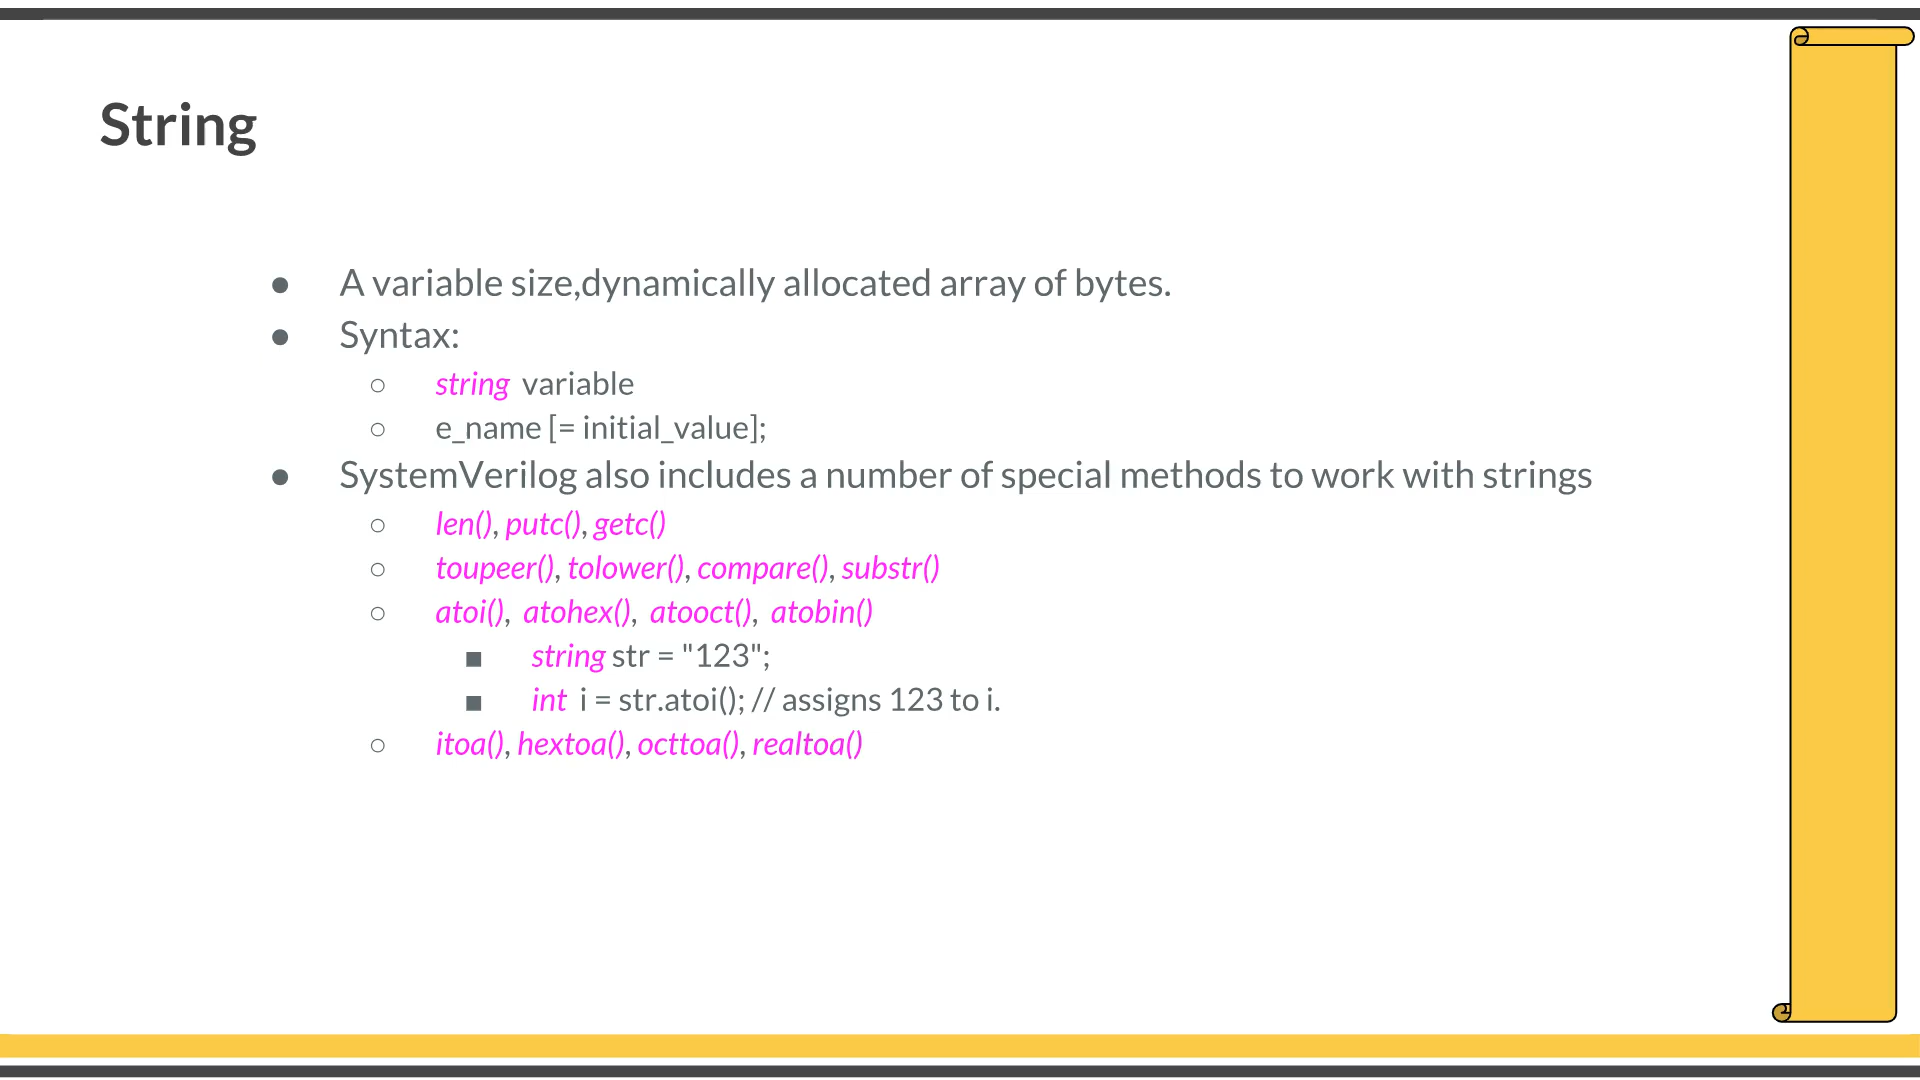 String
● A variable size,dynamically allocated array of bytes.
● Syntax:
○ string variable
○ e_name [= initial_value];
● SystemVerilog also includes a number of special methods to work with strings
○ len(), putc(), getc()
○ toupeer(), tolower(), compare(), substr()
○ atoi(), atohex(), atooct(), atobin()
■ string str = "123";
■ int i = str.atoi(); // assigns 123 to i.
○ itoa(), hextoa(), octtoa(), realtoa()